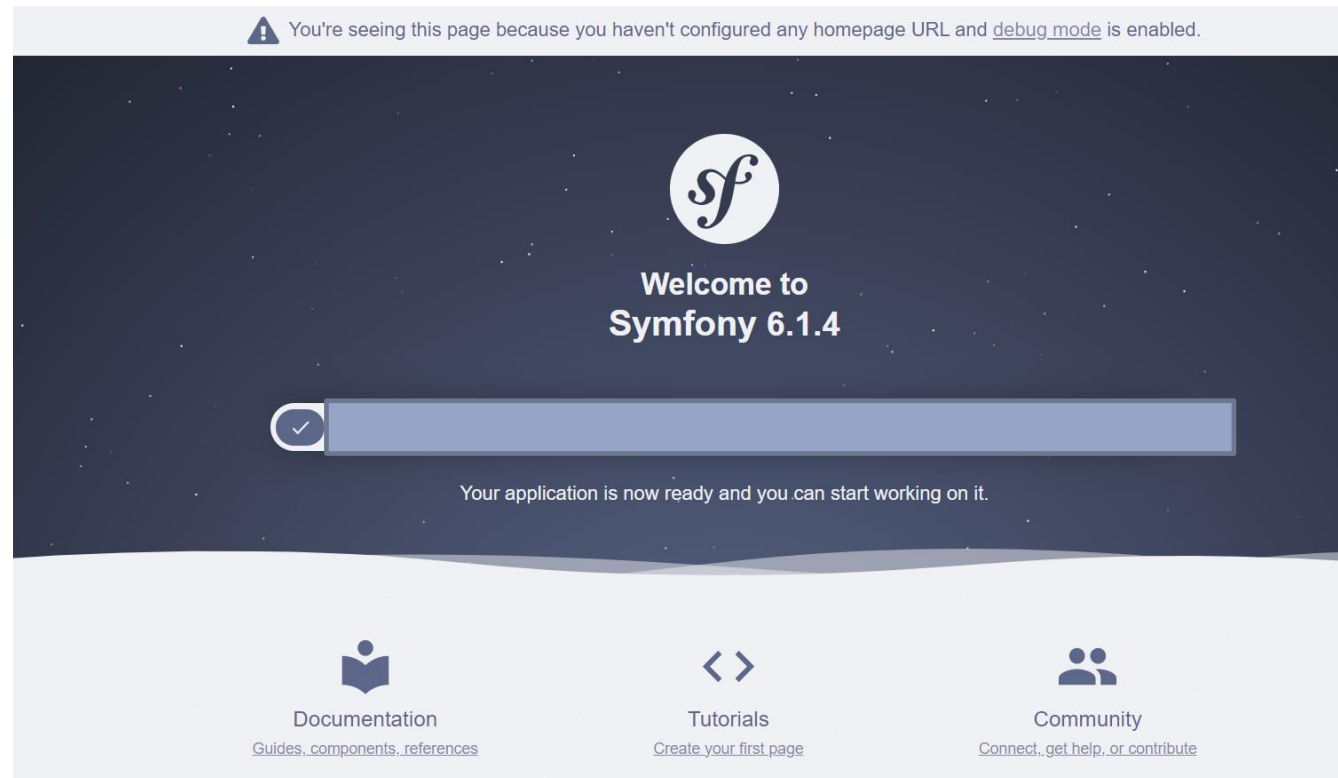 You're seeing this page because you haven't configured any homepage URL and debug mode is enabled.
sf
Welcome to
Symfony 6.1.4
Your application is now ready and you can start working on it.
Documentation
Guides, components, references
Tutorials
Create your first page
Community
Connect, get help, or contribute